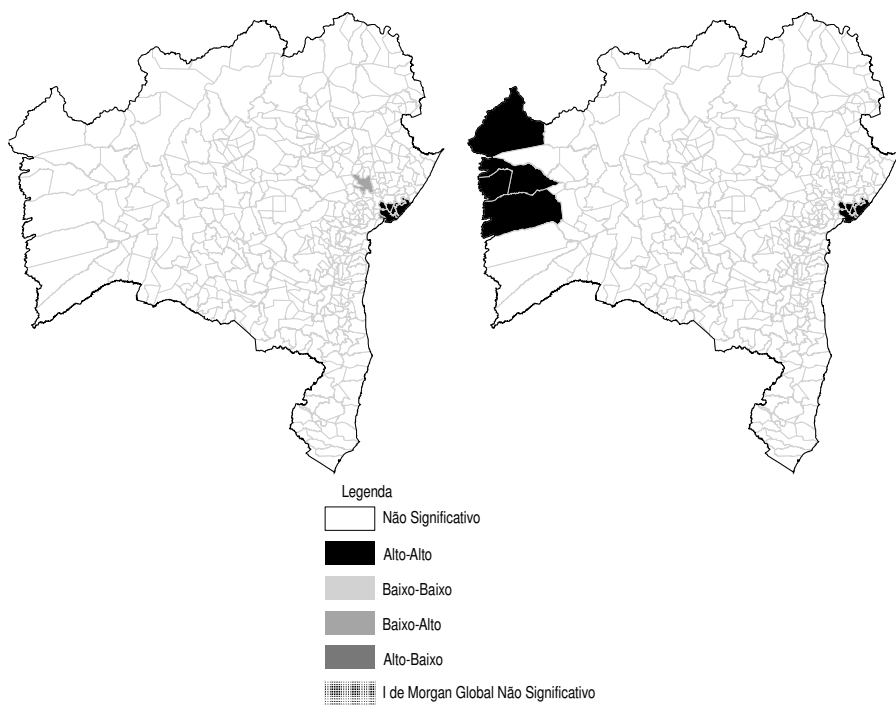 Legenda
Não Significativo
Alto-Alto
Baixo-Baixo
Baixo-Alto
Alto-Baixo
I de Morgan Global Não Significativo